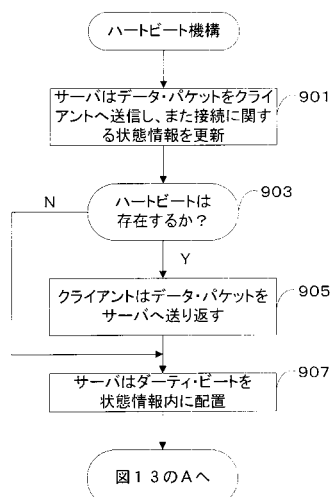 ハートビート機構
サーバはデータ・パケットをクライ
アントへ送信し、また接続に関す
る状態情報を更新
901
ハートビートは
存在するか？
903
N
Y
クライアントはデータ・パケットを
サーバへ送り返す
905
サーバはダーティ・ビートを
状態情報内に配置
907
図１３のAへ